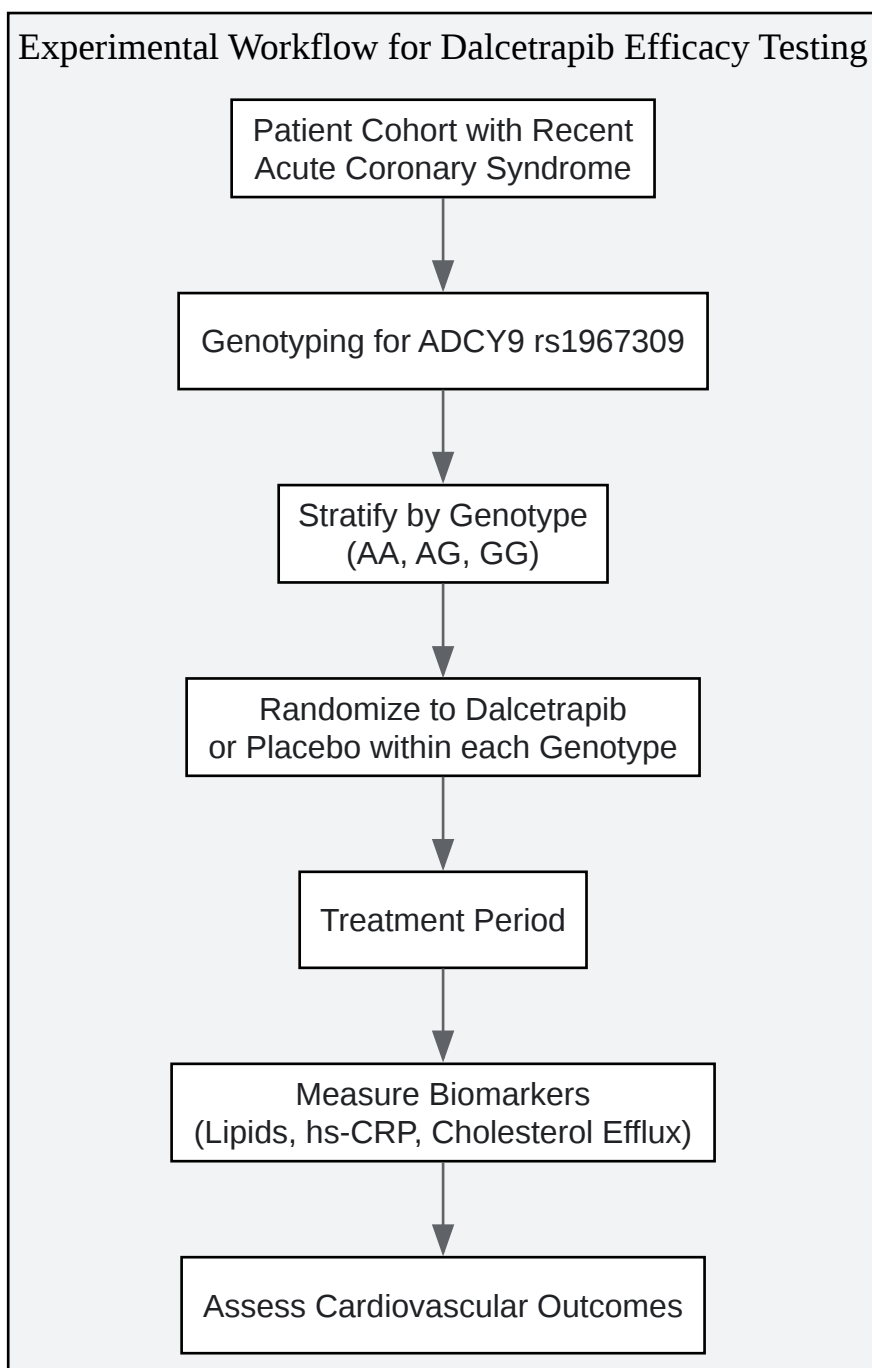 Experimental Workflow for Dalcetrapib Efficacy Testing
Patient Cohort with Recent
Acute Coronary Syndrome
Genotyping for ADCY9 rs1967309
Stratify by Genotype
(AA, AG, GG)
Randomize to Dalcetrapib
or Placebo within each Genotype
Treatment Period
Measure Biomarkers
(Lipids, hs-CRP, Cholesterol Efflux)
Assess Cardiovascular Outcomes